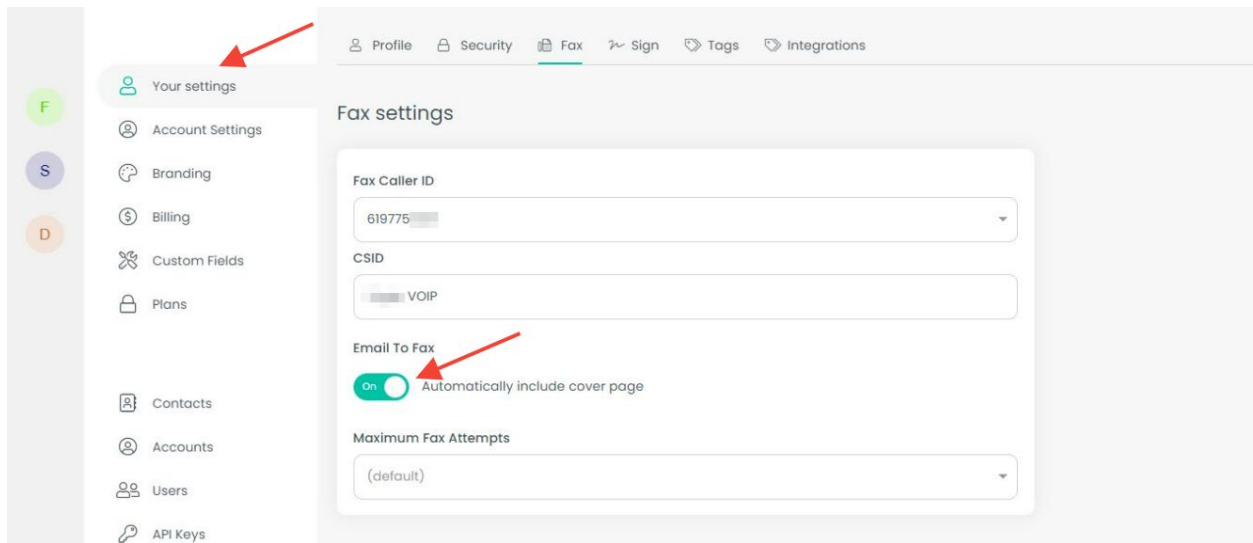 Profile Security Fax Sign Tags Integrations
Your settings
F
Account Settings
S
Branding
Billing
D
Custom Fields
Plans
Contacts
Accounts
Users
API Keys
Fax settings
Fax Caller ID
619775
CSID
VOIP
Email To Fax
On Automatically include cover page
Maximum Fax Attempts
(default)